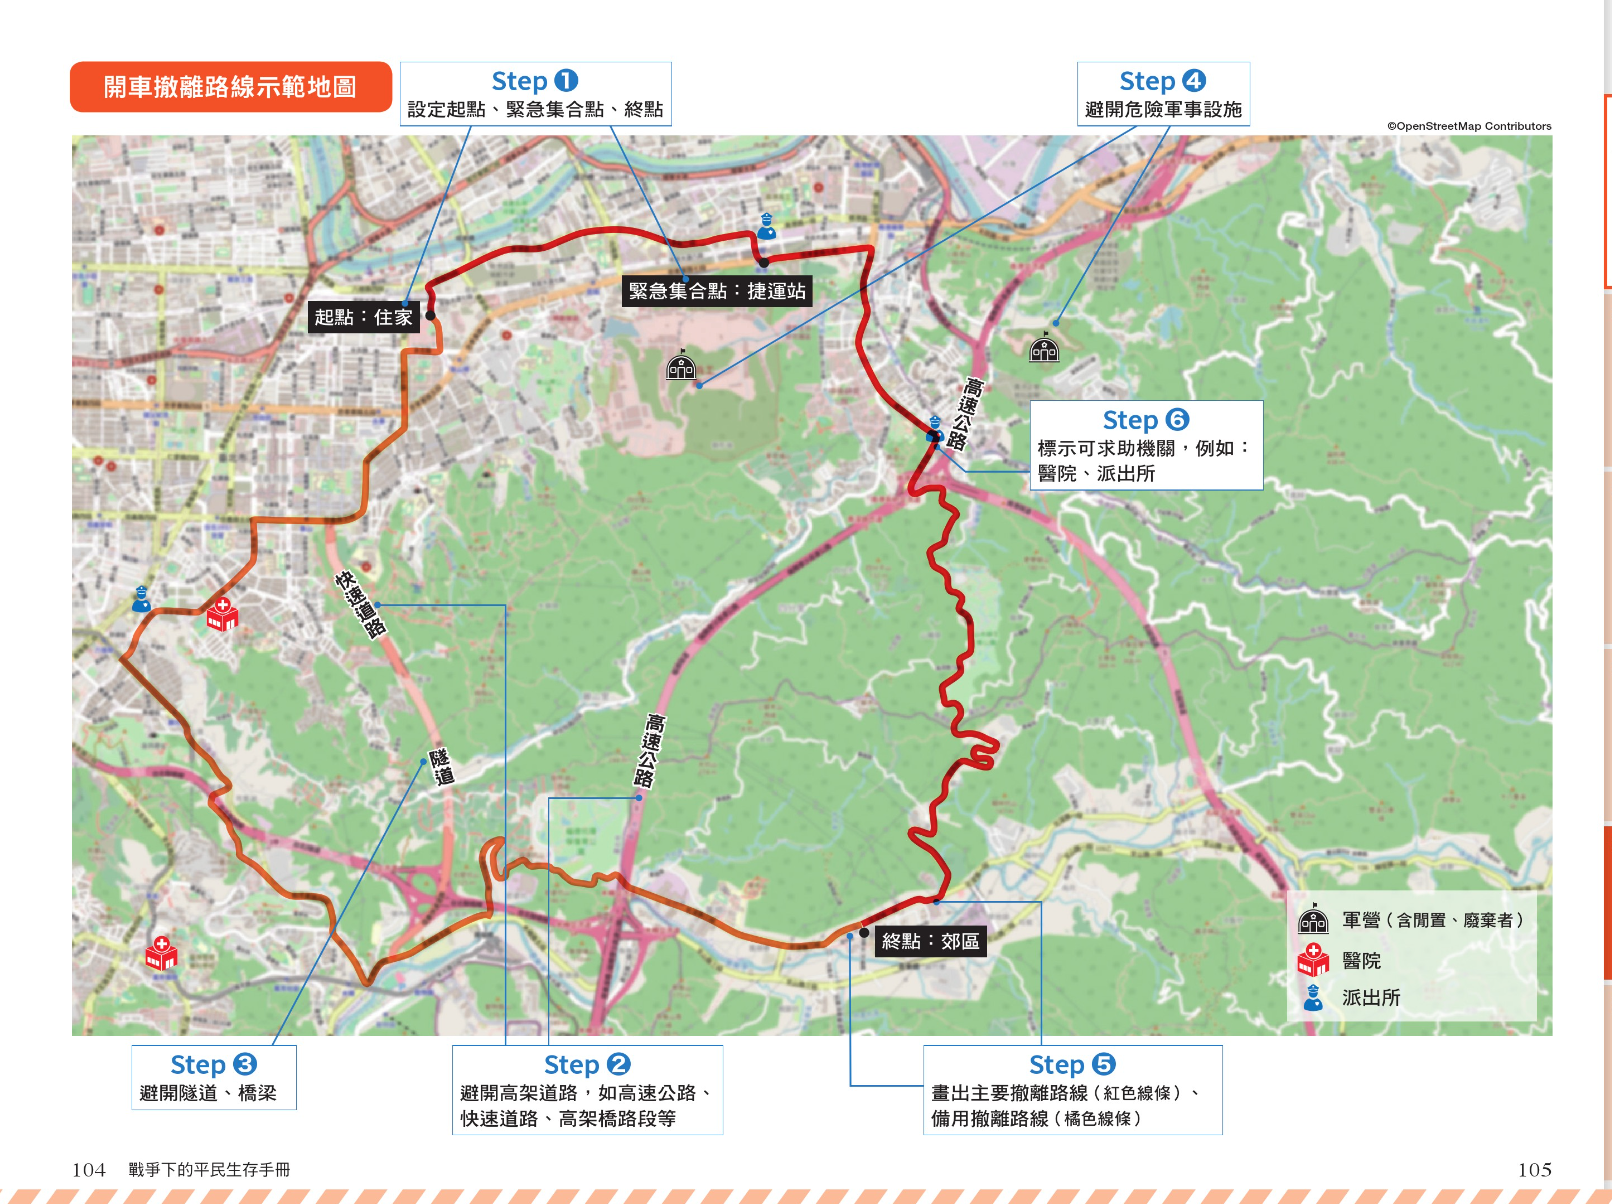 開車撤離路線示範地圖
Step 1
設定起點、緊急集合點、終點
Step 4
避開危險軍事設施
©OpenStreetMap Contributors
起點：住家
緊急集合點：捷運站
高速公路
Step 6
標示可求助機關，例如：
醫院、派出所
快速道路
隧道
高速公路
終點：郊區
軍營（含閒置、廢棄者）
醫院
派出所
Step 3
避開隧道、橋梁
Step 2
避開高架道路，如高速公路、
快速道路、高架橋路段等
Step 5
畫出主要撤離路線（紅色線條）、
備用撤離路線（橘色線條）
104 戰爭下的平民生存手冊
105